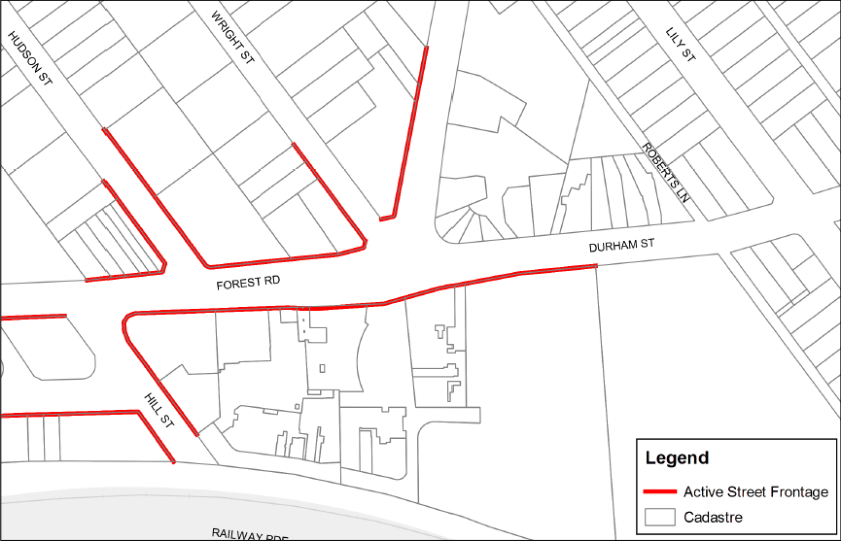 HUDSON ST
WRIGHT ST
LILY ST
ROBERTS LN
DURHAM ST
FOREST RD
HILL ST
Legend
Active Street Frontage
Cadastre
RAILWAY PDE